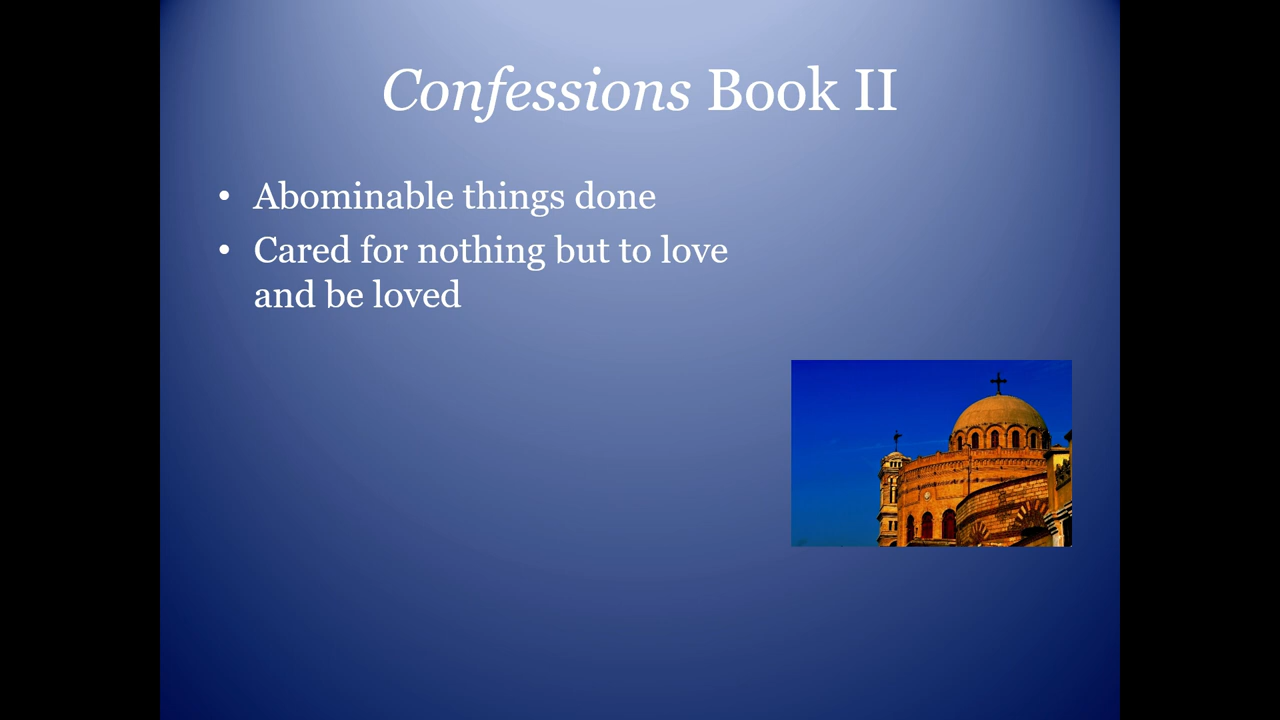 Confessions Book II
• Abominable things done
• Cared for nothing but to love
and be loved